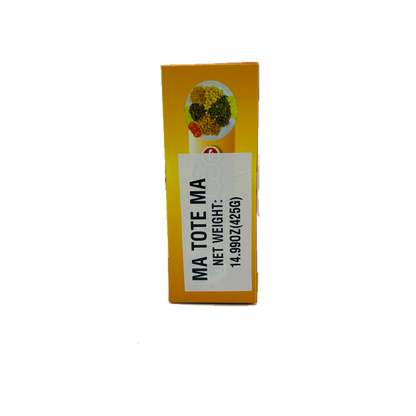 MA TOTE MA
NET WEIGHT:
14.99OZ(425G)